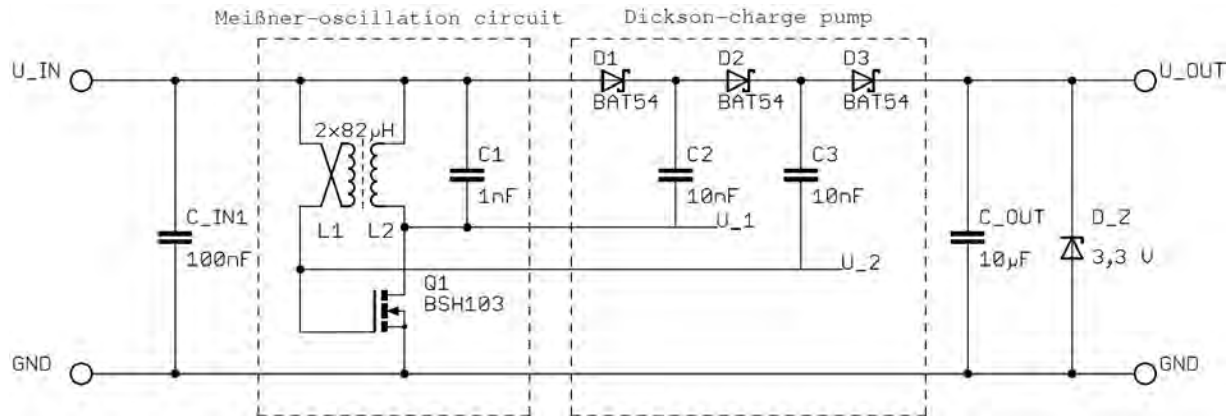 Meißner-oscillation circuit
Dickson-charge pump
U_IN
D1
D2
D3
U_OUT
BAT54
BAT54
BAT54
2x82µH
C1
C2
C3
1nF
10nF
10nF
C_IN1
L1
L2
U_1
C_OUT
D_Z
100nF
10µF
3,3 V
U_2
Q1
BSH103
GND
GND